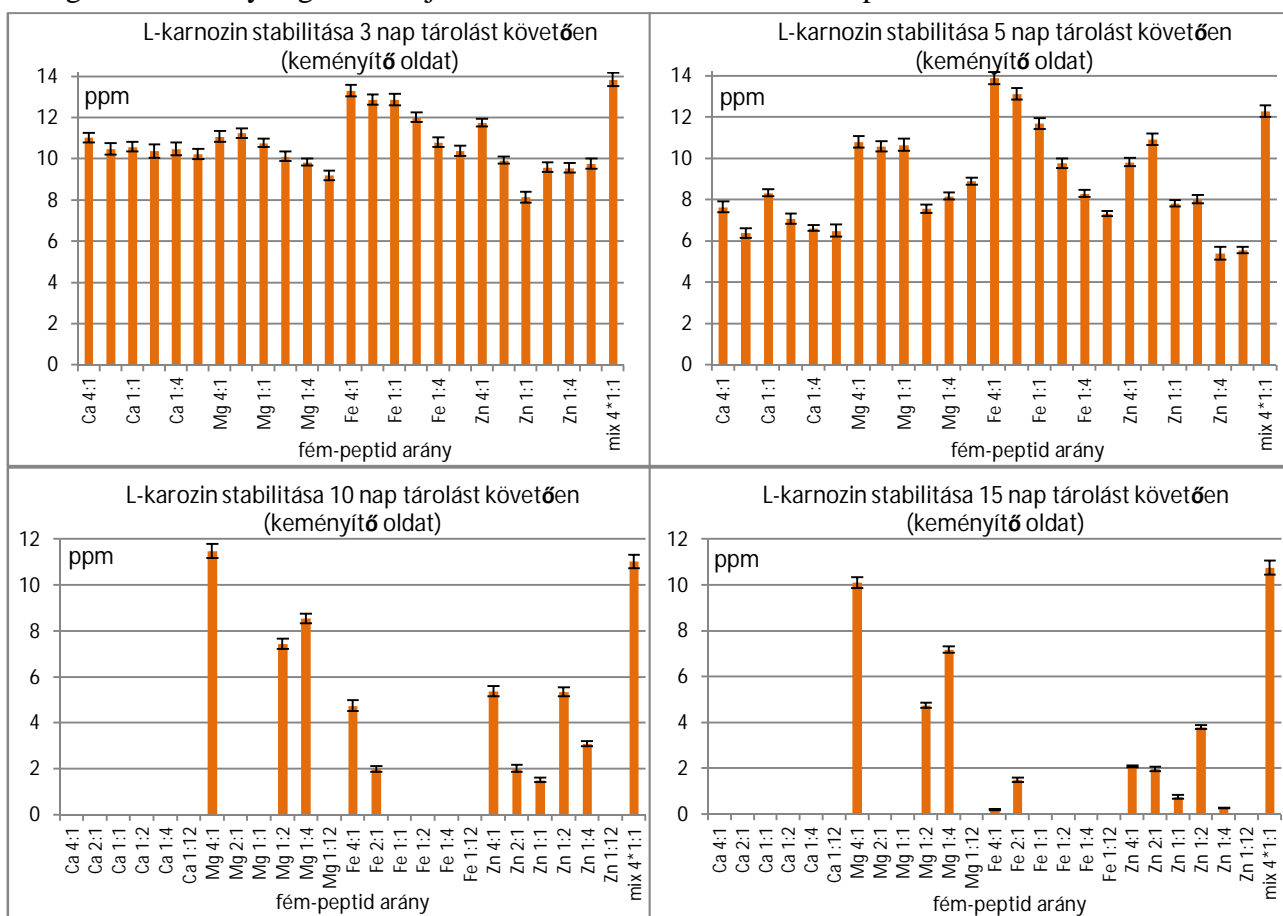 L-karnozin stabilitása 3 nap tárolást követően
(keményítő oldat)
ppm
14
12
10
8
6
4
2
0
Ca 4:1
Ca 1:1
Ca 1:4
Mg 4:1
Mg 1:1
Mg 1:4
Fe 4:1
Fe 1:1
Fe 1:4
Zn 4:1
Zn 1:1
Zn 1:4
mix 4*1:1
fém-peptid arány
L-karnozin stabilitása 5 nap tárolást követően
(keményítő oldat)
ppm
14
12
10
8
6
4
2
0
Ca 4:1
Ca 1:1
Ca 1:4
Mg 4:1
Mg 1:1
Mg 1:4
Fe 4:1
Fe 1:1
Fe 1:4
Zn 4:1
Zn 1:1
Zn 1:4
mix 4*1:1
fém-peptid arány
L-karozin stabilitása 10 nap tárolást követően
(keményítő oldat)
ppm
12
10
8
6
4
2
0
Ca 4:1
Ca 2:1
Ca 1:1
Ca 1:2
Ca 1:4
Ca 1:12
Mg 4:1
Mg 2:1
Mg 1:1
Mg 1:2
Mg 1:4
Mg 1:12
Fe 4:1
Fe 2:1
Fe 1:1
Fe 1:2
Fe 1:4
Fe 1:12
Zn 4:1
Zn 2:1
Zn 1:1
Zn 1:2
Zn 1:4
Zn 1:12
mix 4*1:1
fém-peptid arány
L-karnozin stabilitása 15 nap tárolást követően
(keményítő oldat)
ppm
12
10
8
6
4
2
0
Ca 4:1
Ca 2:1
Ca 1:1
Ca 1:2
Ca 1:4
Ca 1:12
Mg 4:1
Mg 2:1
Mg 1:1
Mg 1:2
Mg 1:4
Mg 1:12
Fe 4:1
Fe 2:1
Fe 1:1
Fe 1:2
Fe 1:4
Fe 1:12
Zn 4:1
Zn 2:1
Zn 1:1
Zn 1:2
Zn 1:4
Zn 1:12
mix 4*1:1
fém-peptid arány